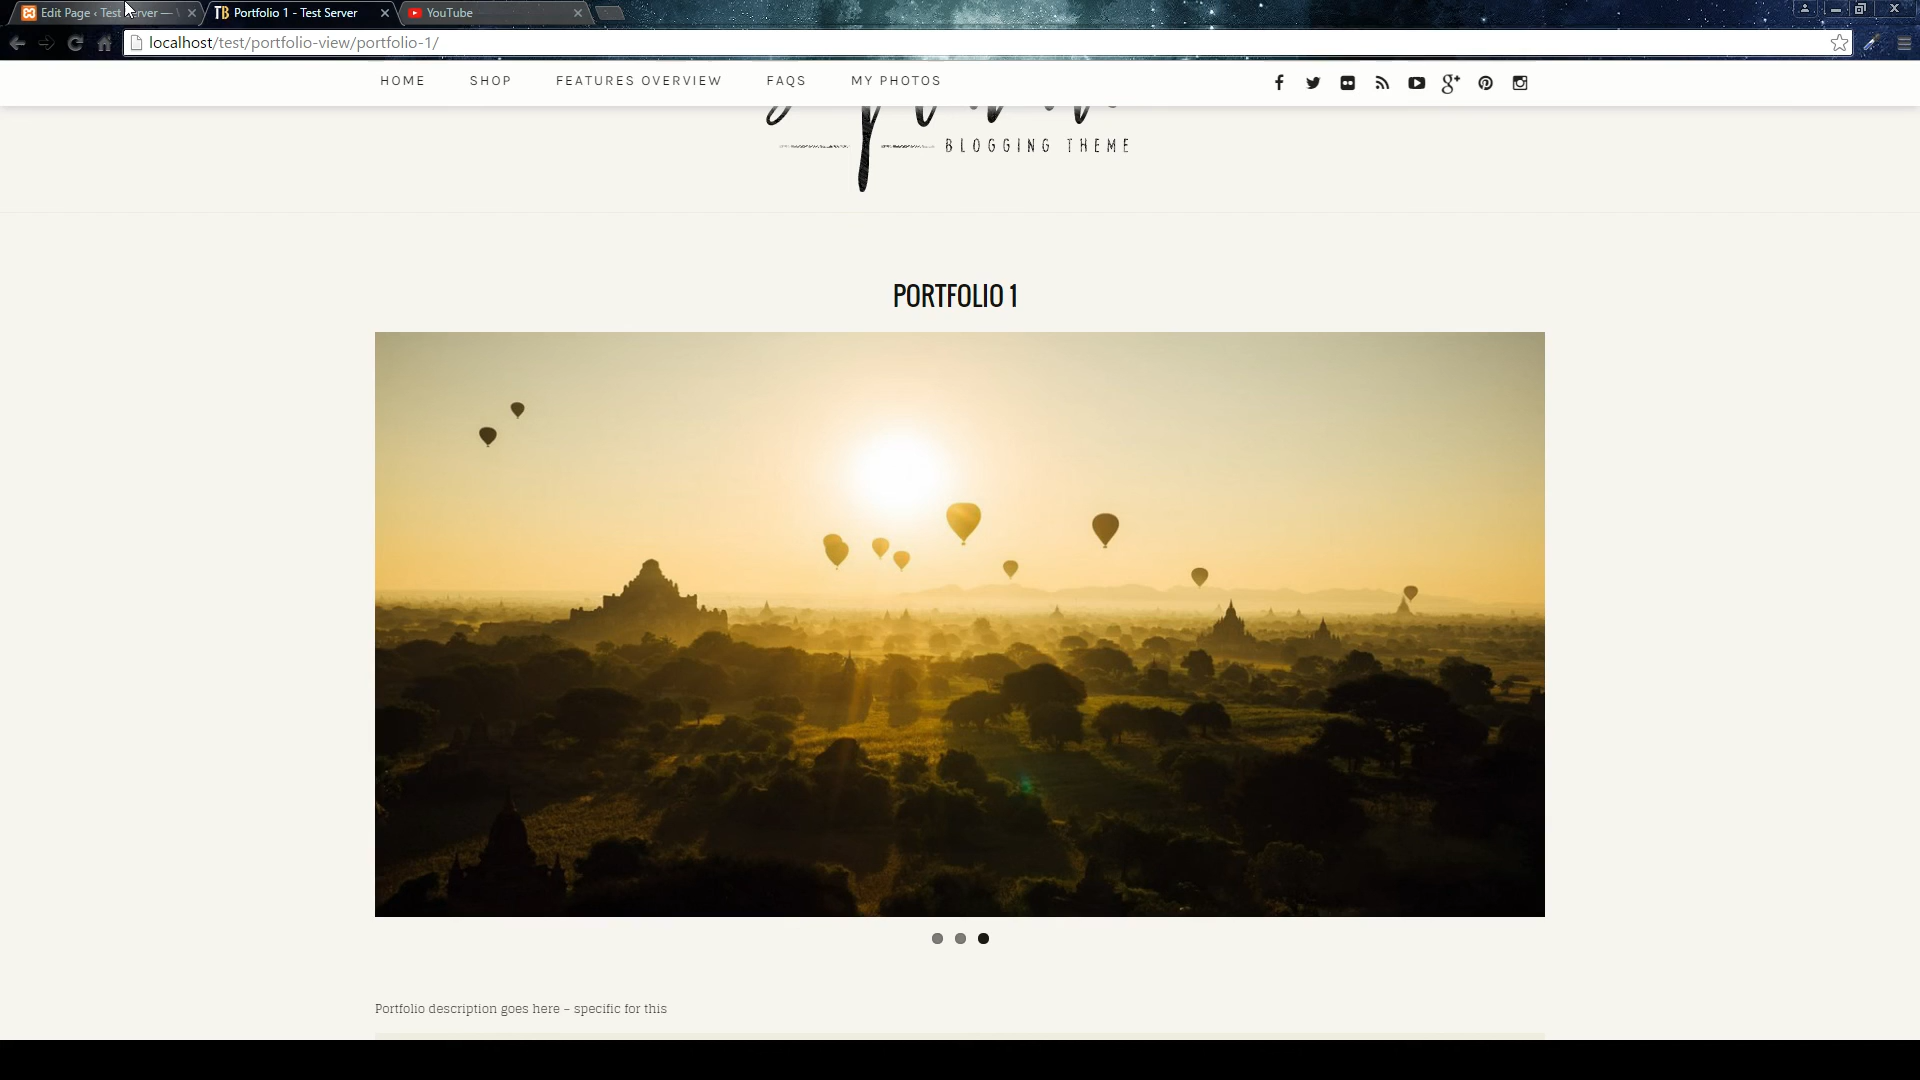 Edit Page ‹ Test Server —
Portfolio 1 - Test Server
YouTube
localhost/test/portfolio-view/portfolio-1/
HOME
SHOP
FEATURES OVERVIEW
FAQS
MY PHOTOS
BLOGGING THEME
PORTFOLIO 1
Portfolio description goes here – specific for this